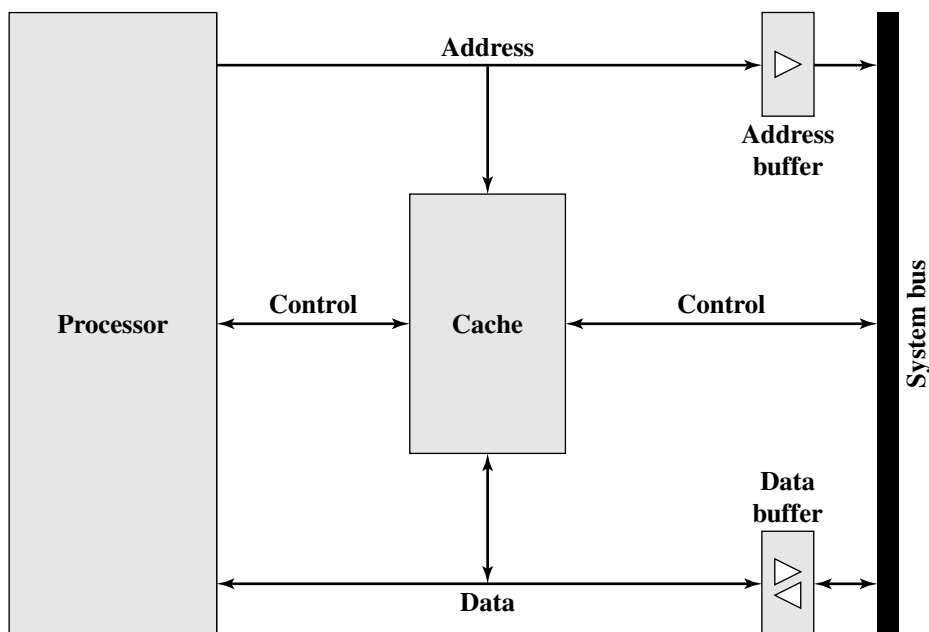 Address
Address
buffer
Processor
Control
Cache
Control
System bus
Data
buffer
Data